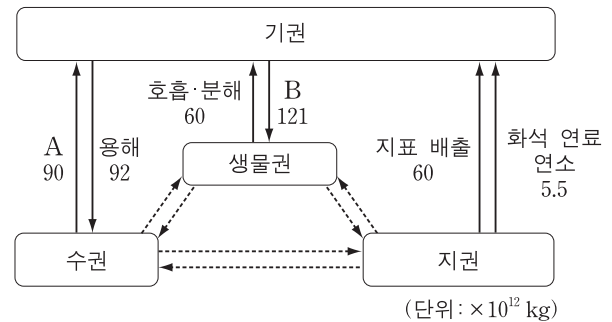 기권
호흡·분해
60
B
121
A
90
용해
92
생물권
지표 배출
60
화석 연료
연소
5.5
수권
지권
(단위: ×10¹² kg)